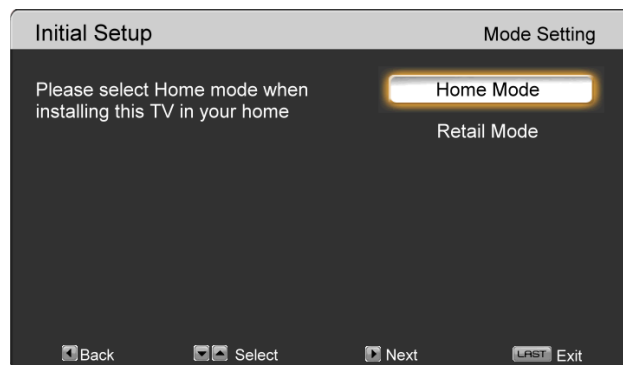 Initial Setup
Mode Setting
Please select Home mode when
installing this TV in your home
Home Mode
Retail Mode
Back
Select
Next
LAST Exit